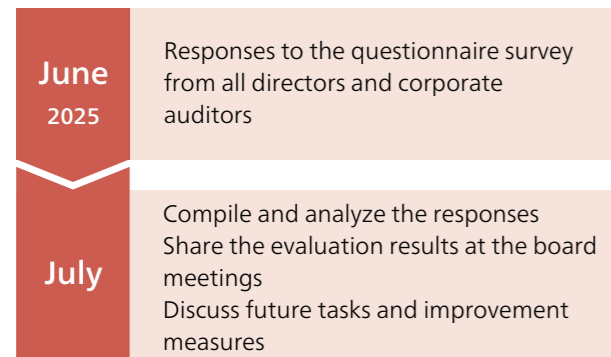 June
2025
Responses to the questionnaire survey
from all directors and corporate
auditors
July
Compile and analyze the responses
Share the evaluation results at the board
meetings
Discuss future tasks and improvement
measures